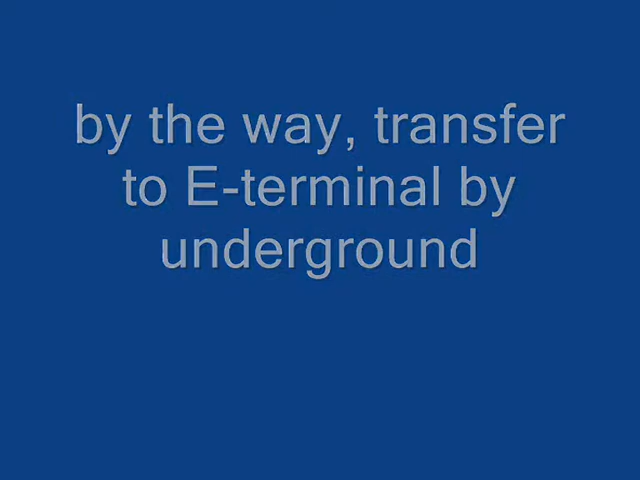 by the way, transfer
to E-terminal by
underground